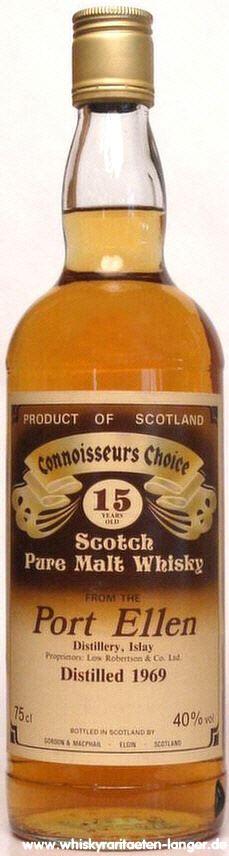 PRODUCT OF SCOTLAND
Connoisseurs Choice
15
YEARS
OLD
Scotch
Pure Malt Whisky
FROM THE
Port Ellen
Distillery, Islay
Proprietors: Low Robertson & Co. Ltd.
Distilled 1969
75cl 40% vol
BOTTLED IN SCOTLAND BY
GORDON & MACPHAIL · ELGIN · SCOTLAND
www.whiskyraritaeten-langer.de